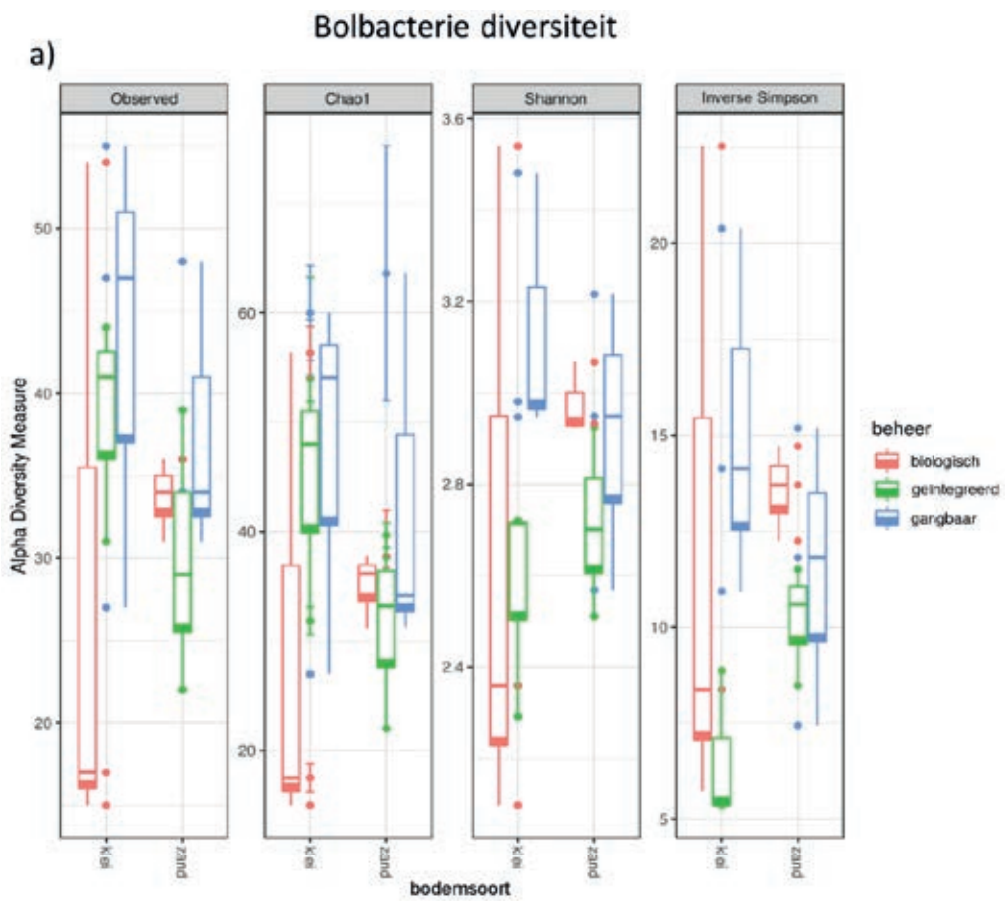 Bolbacterie diversiteit
a)
Observed
Chao1
Shannon
Inverse Simpson
Alpha Diversity Measure
50
40
30
20
60
40
20
3.6
3.2
2.8
2.4
20
15
10
5
klei
zand
klei
zand
klei
zand
klei
zand
bodemsoort
beheer
biologisch
geïntegreerd
gangbaar